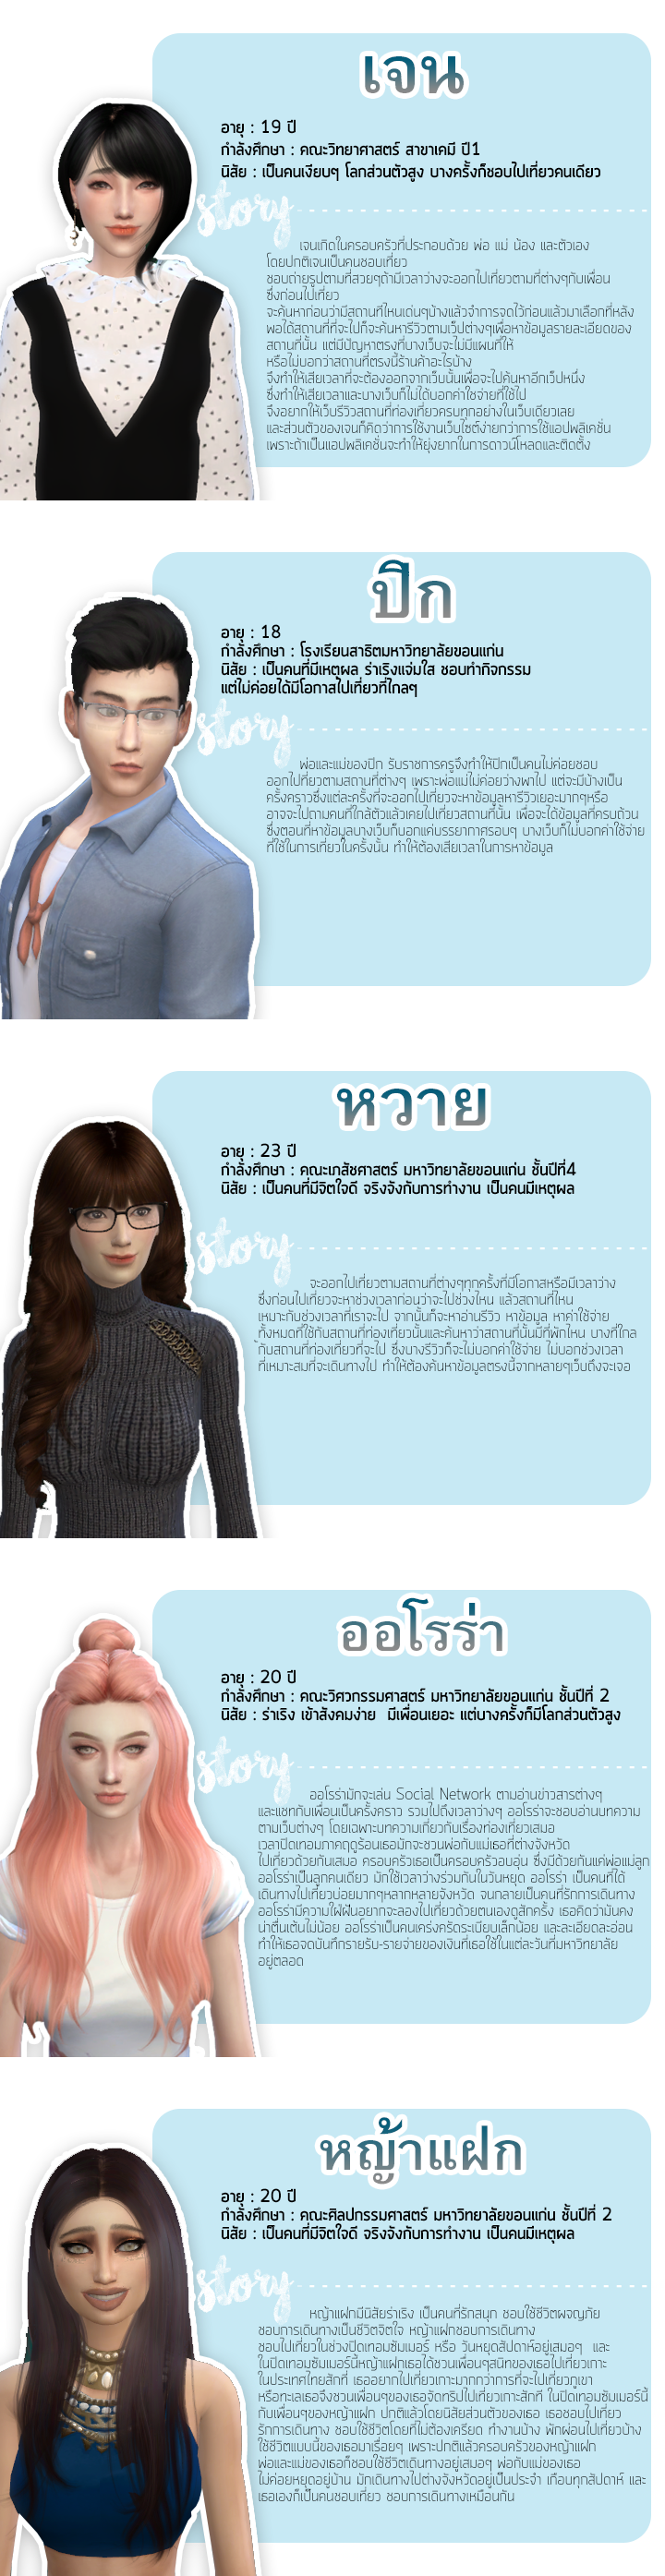 เจน
อายุ : 19 ปี
กำลังศึกษา : คณะวิทยาศาสตร์ สาขาเคมี ปี1
นิสัย : เป็นคนเงียบๆ โลกส่วนตัวสูง บางครั้งก็ชอบไปเที่ยวคนเดียว
story
เจนเกิดในครอบครัวที่ประกอบด้วย พ่อ แม่ น้อง และตัวเอง
โดยปกติเจนเป็นคนชอบเที่ยว
ชอบถ่ายรูปตามที่สวยๆถ้ามีเวลาว่างจะออกไปเที่ยวตามที่ต่างๆกับเพื่อน
ซึ่งก่อนไปเที่ยว
จะค้นหาก่อนว่ามีสถานที่ไหนเด่นๆบ้างแล้วจำการจดไว้ก่อนแล้วมาเลือกที่หลัง
พอได้สถานที่ที่จะไปก็จะค้นหารีวิวตามเว็ปต่างๆเพื่อหาข้อมูลรายละเอียดของ
สถานที่นั้น แต่มีปัญหาตรงที่บางเว็บจะไม่มีแผนที่ให้
หรือไม่บอกว่าสถานที่ตรงนี้ร้านค้าอะไรบ้าง
จึงทำให้เสียเวลาที่จะต้องออกจากเว็บนั้นเพื่อจะไปค้นหาอีกเว็ปหนึ่ง
ซึ่งทำให้เสียเวลาและบางเว็บก็ไม่ได้บอกค่าใชจ่ายที่ใช้ไป
จึงอยากให้เว็บรีวิวสถานที่ท่องเที่ยวครบทุกอย่างในเว็บเดียวเลย
และส่วนตัวของเจนก็คิดว่าการใช้งานเว็บไซต์ง่ายกว่าการใช้แอปพลิเคชั่น
เพราะถ้าเป็นแอปพลิเคชั่นจะทำให้ยุ่งยากในการดาวน์โหลดและติดตั้ง
ปิก
อายุ : 18
กำลังศึกษา : โรงเรียนสาธิตมหาวิทยาลัยขอนแก่น
นิสัย : เป็นคนที่มีเหตุผล ร่าเริงแจ่มใส ชอบทำกิจกรรม
แต่ไม่ค่อยได้มีโอกาสไปเที่ยวที่ไกลๆ
story
พ่อและแม่ของปิก รับราชการครูจึงทำให้ปิกเป็นคนไม่ค่อยชอบ
ออกไปที่ยวตามสถานที่ต่างๆ เพราะพ่อแม่ไม่ค่อยว่างพาไป แต่จะมีบ้างเป็น
ครั้งคราวซึ่งแต่ละครั้งที่จะออกไปเที่ยวจะหาข้อมูลหารีวิวเยอะมากๆหรือ
อาจจะไปถามคนที่ใกล้ตัวแล้วเคยไปเที่ยวสถานที่นั้น เพื่อจะได้ข้อมูลที่ครบถ้วน
ซึ่งตอนที่หาข้อมูลบางเว็บก็บอกแค่บรรยากาศรอบๆ บางเว็บก็ไม่บอกค่าใช้จ่าย
ที่ใช้ในการเที่ยวในครั้งนั้น ทำให้ต้องเสียเวลาในการหาข้อมูล
หวาย
อายุ : 23 ปี
กำลังศึกษา : คณะเภสัชศาสตร์ มหาวิทยาลัยขอนแก่น ชั้นปีที่4
นิสัย : เป็นคนที่มีจิตใจดี จริงจังกับการทำงาน เป็นคนมีเหตุผล
story
จะออกไปเที่ยวตามสถานที่ต่างๆทุกครั้งที่มีโอกาสหรือมีเวลาว่าง
ซึ่งก่อนไปเที่ยวจะหาช่วงเวลาก่อนว่าจะไปช่วงไหน แล้วสถานที่ไหน
เหมาะกับช่วงเวลาที่เราจะไป จากนั้นก็จะหาอ่านรีวิว หาข้อมูล หาค่าใช้จ่าย
ทั้งหมดที่ใช้กับสถานที่ท่องเที่ยวนั้นและค้นหาว่าสถานที่นั้นมีที่พักไหน บางที่ใกล
้กับสถานที่ท่องเที่ยวที่จะไป ซึ่งบางรีวิวก็จะไม่บอกค่าใช้จ่าย ไม่บอกช่วงเวลา
ที่เหมาะสมที่จะเดินทางไป ทำให้ต้องค้นหาข้อมูลตรงนี้จากหลายๆเว็บถึงจะเจอ
ออโรร่า
อายุ : 20 ปี
กำลังศึกษา : คณะวิศวกรรมศาสตร์ มหาวิทยาลัยขอนแก่น ชั้นปีที่ 2
นิสัย : ร่าเริง เข้าสังคมง่าย มีเพื่อนเยอะ แต่บางครั้งก็มีโลกส่วนตัวสูง
story
ออโรร่ามักจะเล่น Social Network ตามอ่านข่าวสารต่างๆ
และแชทกับเพื่อนเป็นครั้งคราว รวมไปถึงเวลาว่างๆ ออโรร่าจะชอบอ่านบทความ
ตามเว็บต่างๆ โดยเฉพาะบทความเกี่ยวกับเรื่องท่องเที่ยวเสมอ
เวลาปิดเทอมภาคฤดูร้อนเธอมักจะชวนพ่อกับแม่เธอที่ต่างจังหวัด
ไปเที่ยวด้วยกันเสมอ ครอบครัวเธอเป็นครอบครัวอบอุ่น ซึ่งมีด้วยกันแค่พ่อแม่ลูก
ออโรร่าเป็นลูกคนเดียว มักใช้เวลาว่างร่วมกันในวันหยุด ออโรร่า เป็นคนที่ได้
เดินทางไปเที่ยวบ่อยมากๆหลากหลายจังหวัด จนกลายเป็นคนที่รักการเดินทาง
ออโรร่ามีความใฝ่ฝันอยากจะลองไปเที่ยวด้วยตนเองดูสักครั้ง เธอคิดว่ามันคง
น่าตื่นเต้นไม่น้อย ออโรร่าเป็นคนเคร่งครัดระเบียบเล็กน้อย และละเอียดละอ่อน
ทำให้เธอจดบันทึกรายรับ-รายจ่ายของเงินที่เธอใช้ในแต่ละวันที่มหาวิทยาลัย
อยู่ตลอด
หญ้าแฝก
อายุ : 20 ปี
กำลังศึกษา : คณะศิลปกรรมศาสตร์ มหาวิทยาลัยขอนแก่น ชั้นปีที่ 2
นิสัย : เป็นคนที่มีจิตใจดี จริงจังกับการทำงาน เป็นคนมีเหตุผล
story
หญ้าแฝกมีนิสัยร่าเริง เป็นคนที่รักสนุก ชอบใช้ชีวิตผจญภัย
ชอบการเดินทางเป็นชีวิตจิตใจ หญ้าแฝกชอบการเดินทาง
ชอบไปเที่ยวในช่วงปิดเทอมซัมเมอร์ หรือ วันหยุดสัปดาห์อยู่เสมอๆ และ
ในปิดเทอมซัมเมอร์นี้หญ้าแฝกเธอได้ชวนเพื่อนๆสนิทของเธอไปเที่ยวเกาะ
ในประเทศไทยสักที่ เธออยากไปเที่ยวเกาะมากกว่าการที่จะไปเที่ยวภูเขา
หรือทะเลเธอจึงชวนเพื่อนๆของเธอจัดทริปไปเที่ยวเกาะสักที่ ในปิดเทอมซัมเมอร์นี้
กับเพื่อนๆของหญ้าแฝก ปกติแล้วโดยนิสัยส่วนตัวของเธอ เธอชอบไปเที่ยว
รักการเดินทาง ชอบใช้ชีวิตโดยที่ไม่ต้องเครียด ทำงานบ้าง พักผ่อนไปเที่ยวบ้าง
ใช้ชีวิตแบบนี้ของเธอมาเรื่อยๆ เพราะปกติแล้วครอบครัวของหญ้าแฝก
พ่อและแม่ของเธอก็ชอบใช้ชีวิตเดินทางอยู่เสมอๆ พ่อกับแม่ของเธอ
ไม่ค่อยหยุดอยู่บ้าน มักเดินทางไปต่างจังหวัดอยู่เป็นประจำ เกือบทุกสัปดาห์ และ
เธอเองก็เป็นคนชอบเที่ยว ชอบการเดินทางเหมือนกัน